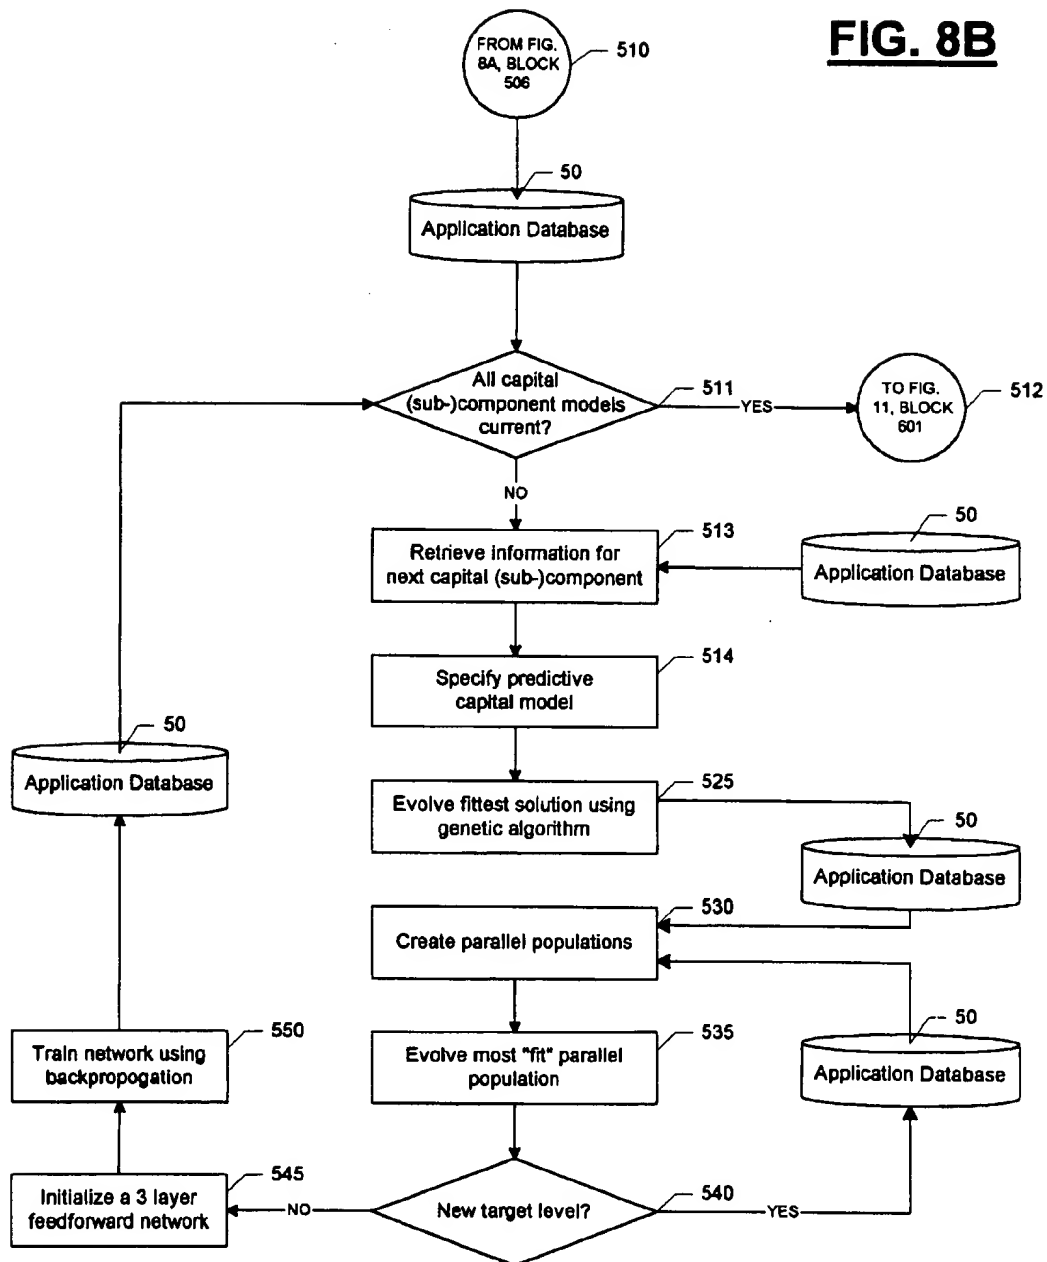 FIG. 8B
FROM FIG.
8A, BLOCK
506
510
50
Application Database
All capital
(sub-)component models
current?
511
YES
TO FIG.
11, BLOCK
601
512
NO
Retrieve information for
next capital (sub-)component
513
50
Application Database
Specify predictive
capital model
514
50
Application Database
Evolve fittest solution using
genetic algorithm
525
50
Application Database
Create parallel populations
530
Train network using
backpropogation
550
Evolve most "fit" parallel
population
535
50
Application Database
Initialize a 3 layer
feedforward network
545
NO
New target level?
540
YES